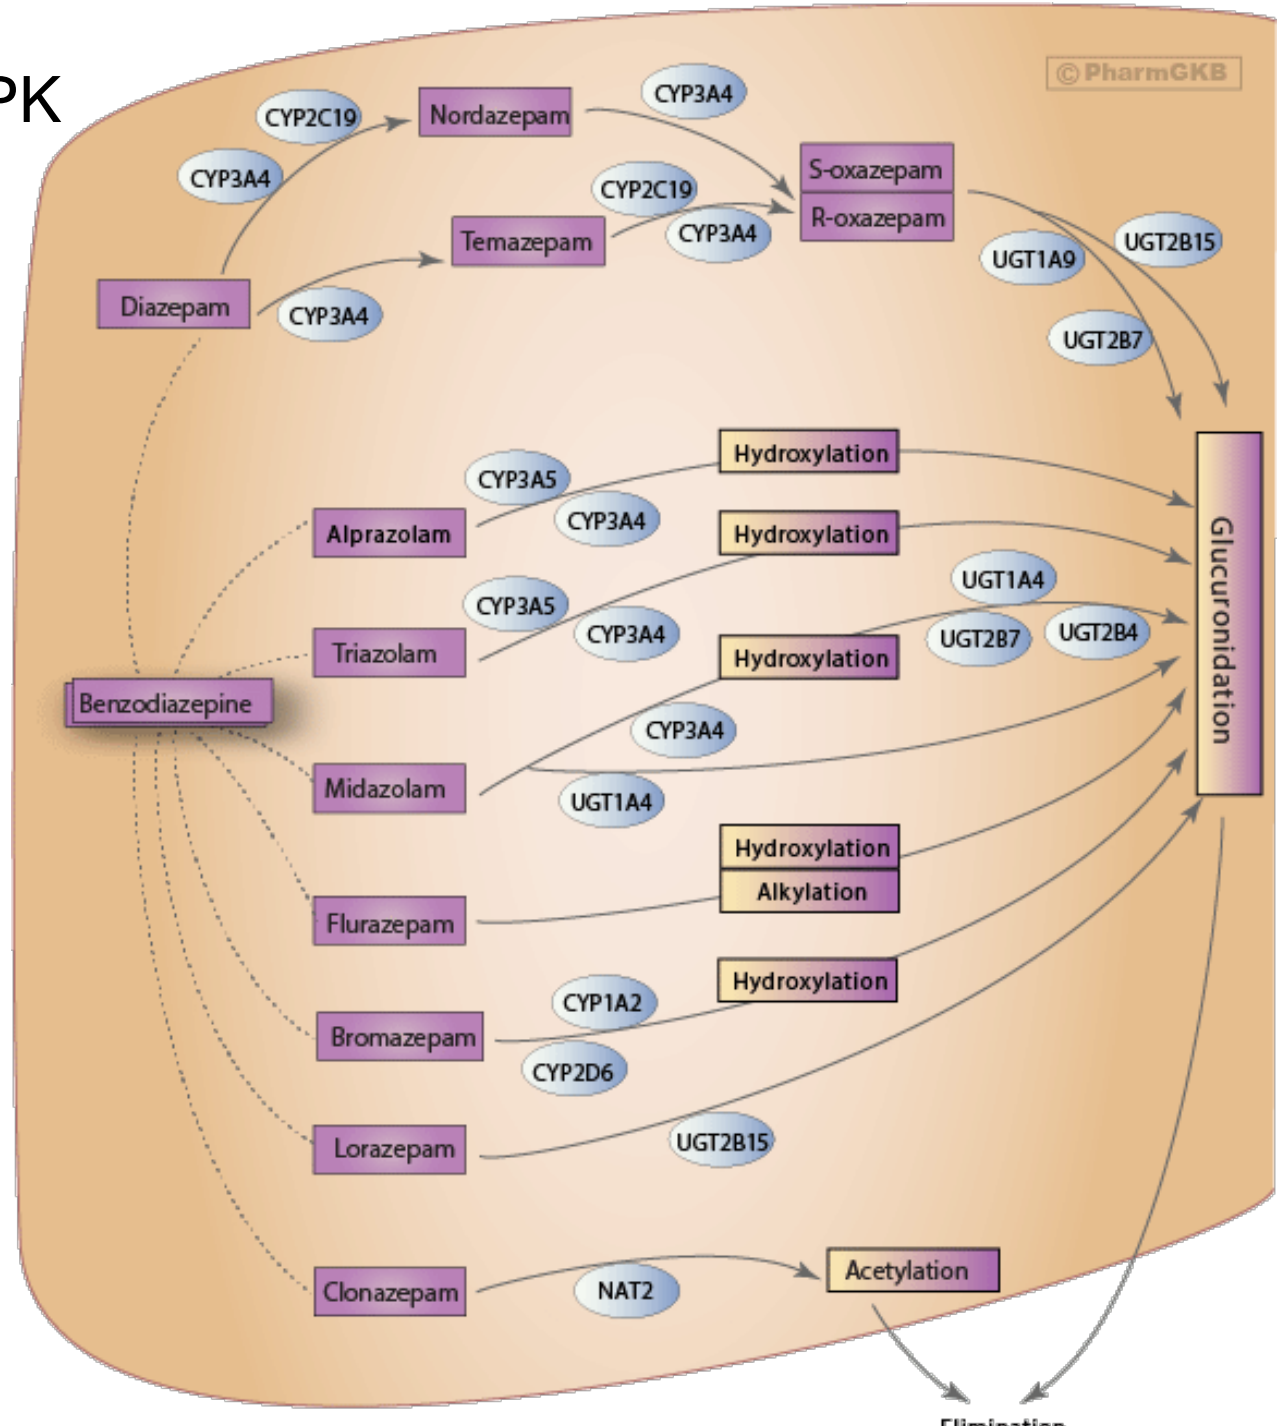 PK
© PharmGKB
CYP2C19
Nordazepam
CYP3A4
CYP3A4
S-oxazepam
R-oxazepam
CYP2C19
Temazepam
CYP3A4
UGT2B15
UGT1A9
Diazepam
CYP3A4
UGT2B7
Hydroxylation
CYP3A5
CYP3A4
Alprazolam
Hydroxylation
Glucuronidation
CYP3A5
CYP3A4
Triazolam
UGT1A4
UGT2B7
UGT2B4
Hydroxylation
Benzodiazepine
CYP3A4
Midazolam
UGT1A4
Hydroxylation
Alkylation
Flurazepam
Hydroxylation
CYP1A2
Bromazepam
CYP2D6
Lorazepam
UGT2B15
Acetylation
Clonazepam
NAT2
Elimination